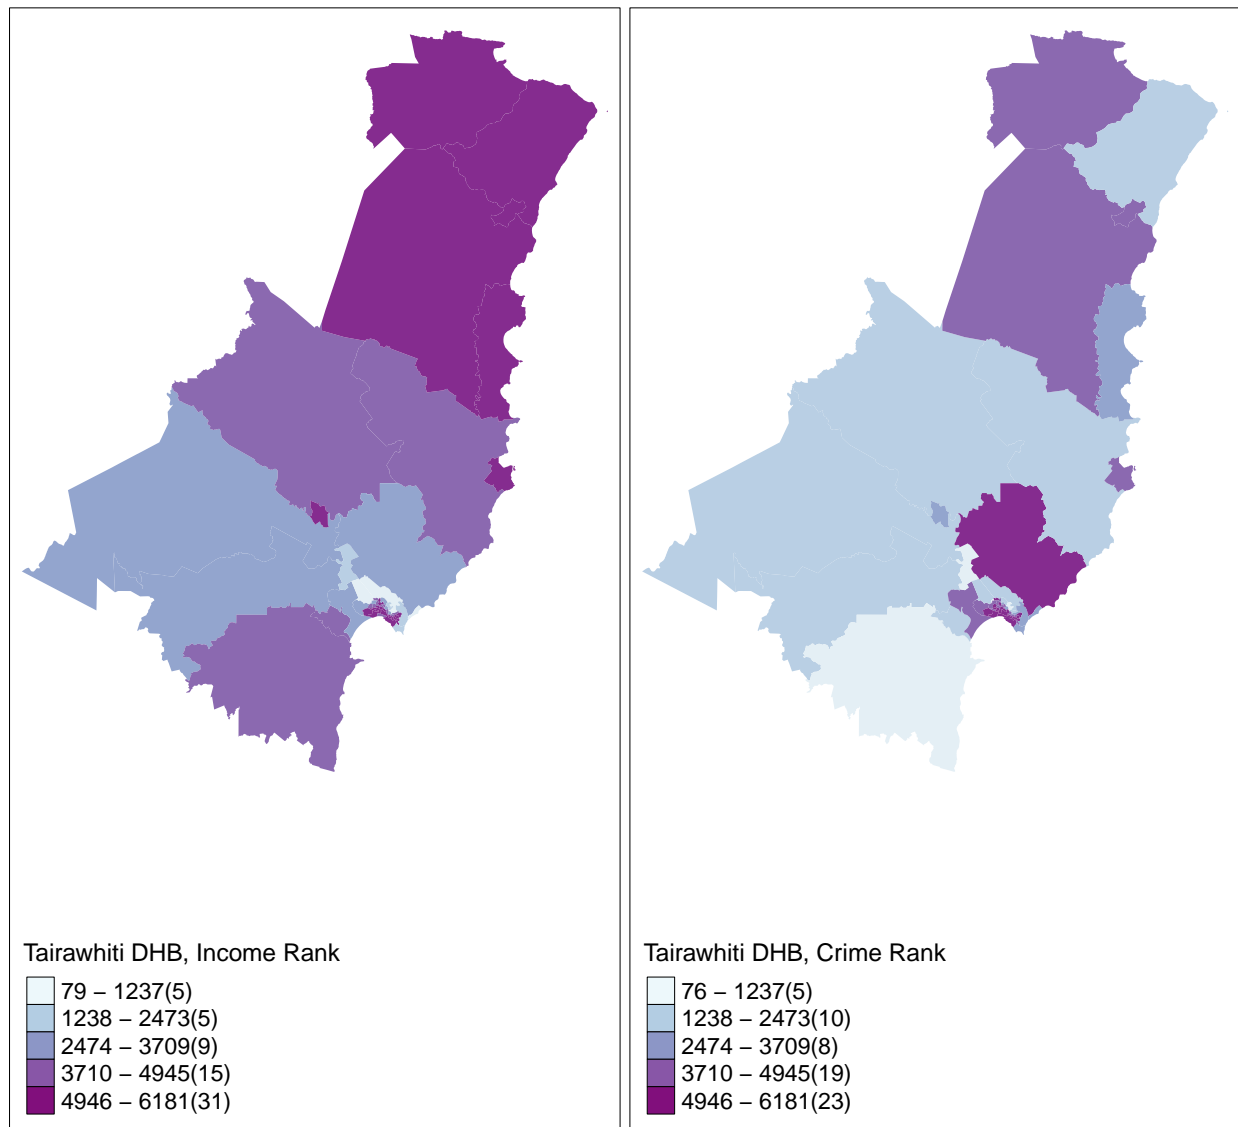 Tairawhiti DHB, Income Rank
79 – 1237(5)
1238 – 2473(5)
2474 – 3709(9)
3710 – 4945(15)
4946 – 6181(31)
Tairawhiti DHB, Crime Rank
76 – 1237(5)
1238 – 2473(10)
2474 – 3709(8)
3710 – 4945(19)
4946 – 6181(23)